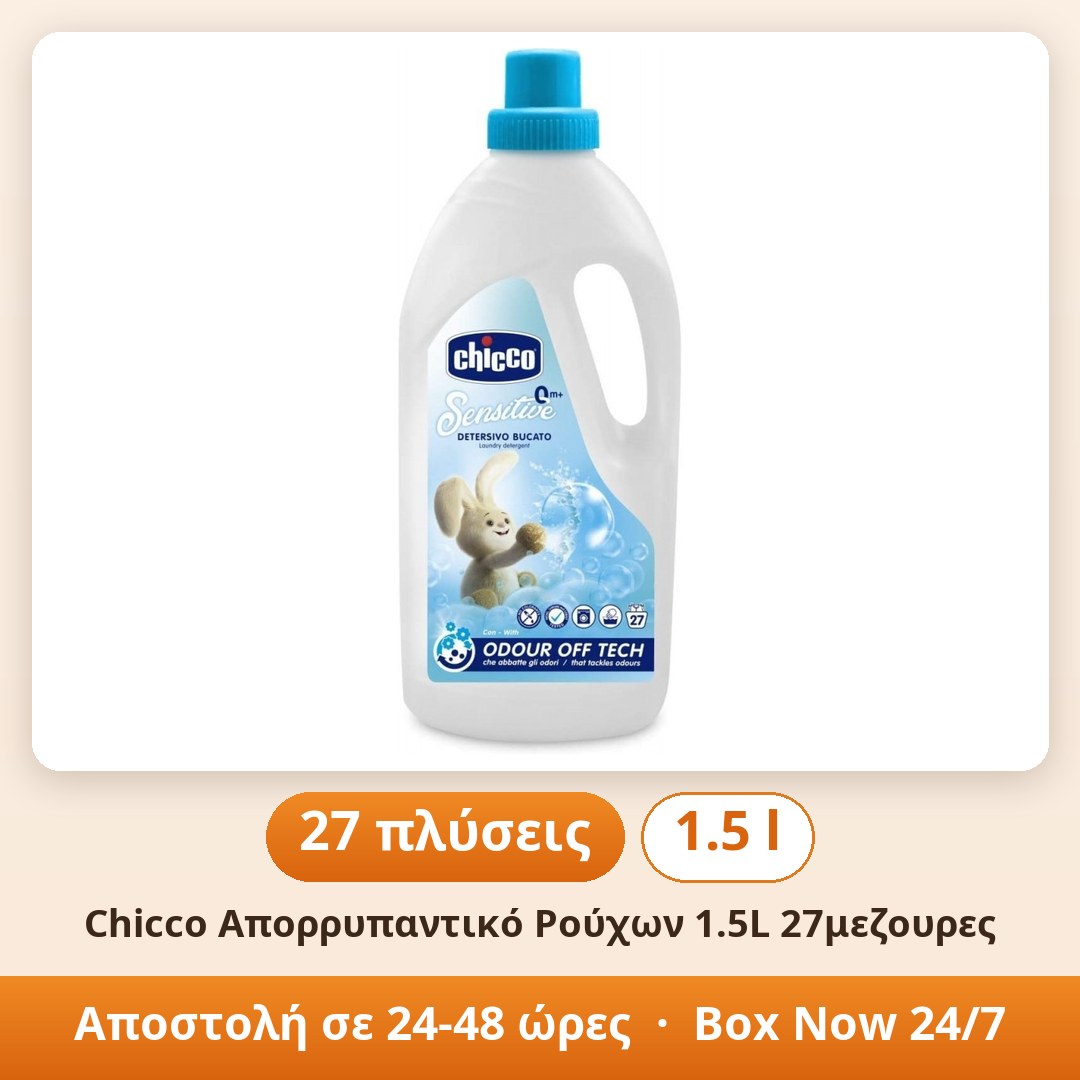 chicco
Sensitive 0m+
DETERSIVO BUCATO
Laundry detergent
27
Con - With
ODOUR OFF TECH
che abbatte gli odori / that tackles odours
27 πλύσεις 1.5 l
Chicco Απορρυπαντικό Ρούχων 1.5L 27μεζουρες
Αποστολή σε 24-48 ώρες · Box Now 24/7